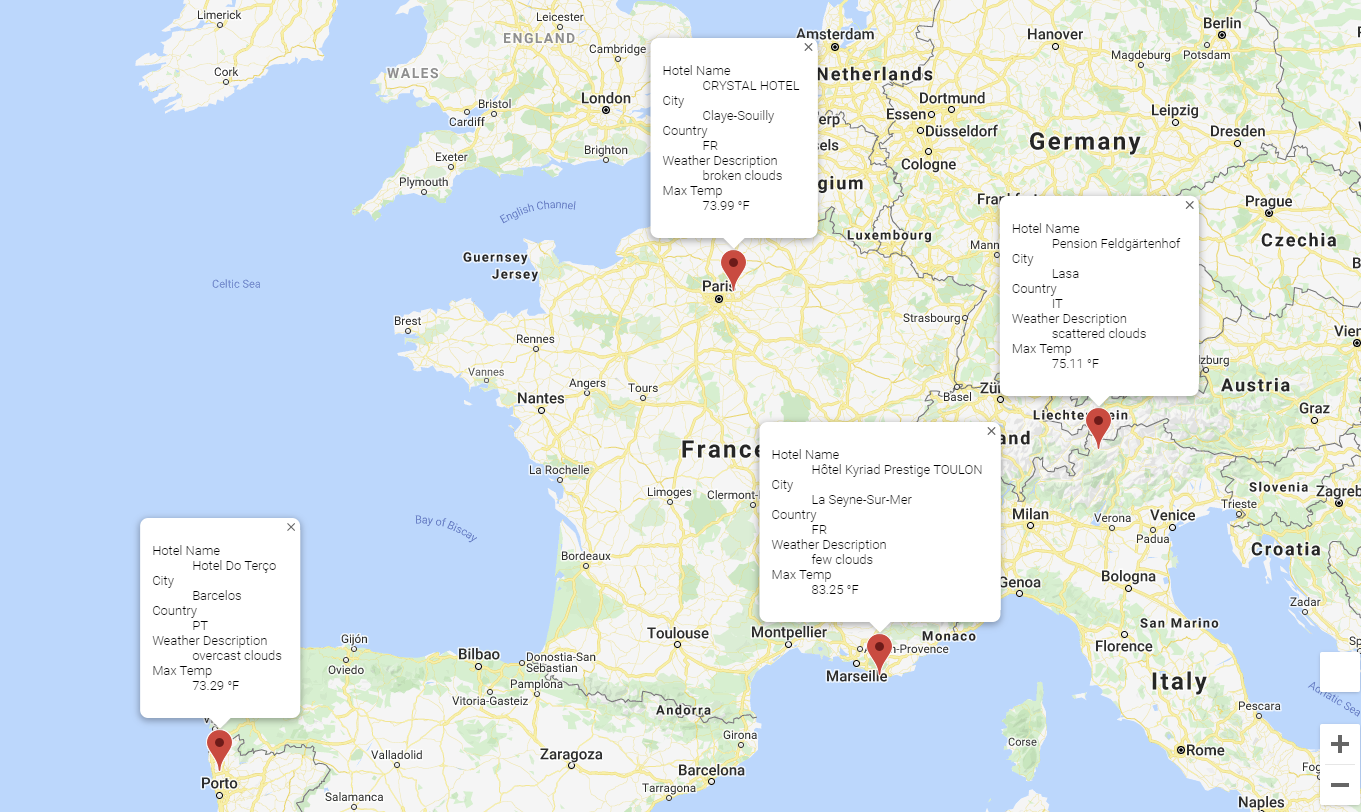 Limerick
Cork
Leicester
ENGLAND
Cambridge
WALES
London
Bristol
Cardiff
Exeter
Brighton
Plymouth
English Channel
Guernsey
Jersey
Celtic Sea
Amsterdam
Netherlands
Hanover
Berlin
Potsdam
Magdeburg
Dortmund
Essen
Düsseldorf
Cologne
Leipzig
Dresden
Germany
Luxembourg
Prague
Czechia
×
Hotel Name
CRYSTAL HOTEL
City
Claye-Souilly
Country
FR
Weather Description
broken clouds
Max Temp
73.99 °F
×
Hotel Name
Pension Feldgärtenhof
City
Lasa
Country
IT
Weather Description
scattered clouds
Max Temp
75.11 °F
Paris
Strasbourg
Brest
Rennes
Vannes
Angers
Tours
Nantes
Basel
Liechtenstein
Austria
Graz
France
La Rochelle
Limoges
Clermont-
Bay of Biscay
Bordeaux
×
Hotel Name
Hôtel Kyriad Prestige TOULON
City
La Seyne-Sur-Mer
Country
FR
Weather Description
few clouds
Max Temp
83.25 °F
Slovenia
Zagreb
Milan
Verona
Venice
Trieste
Padua
Croatia
Genoa
Bologna
Zadar
Florence
San Marino
×
Hotel Name
Hotel Do Terço
City
Barcelos
Country
PT
Weather Description
overcast clouds
Max Temp
73.29 °F
Gijón
Oviedo
Bilbao
Donostia-San
Sebastian
Pamplona
Vitoria-Gasteiz
Toulouse
Montpellier
-Provence
Marseille
Monaco
Andorra
Girona
Corse
Italy
Pescara
Adriatic Sea
Rome
Naples
Porto
Valladolid
Salamanca
Zaragoza
Barcelona
Tarragona
+
−